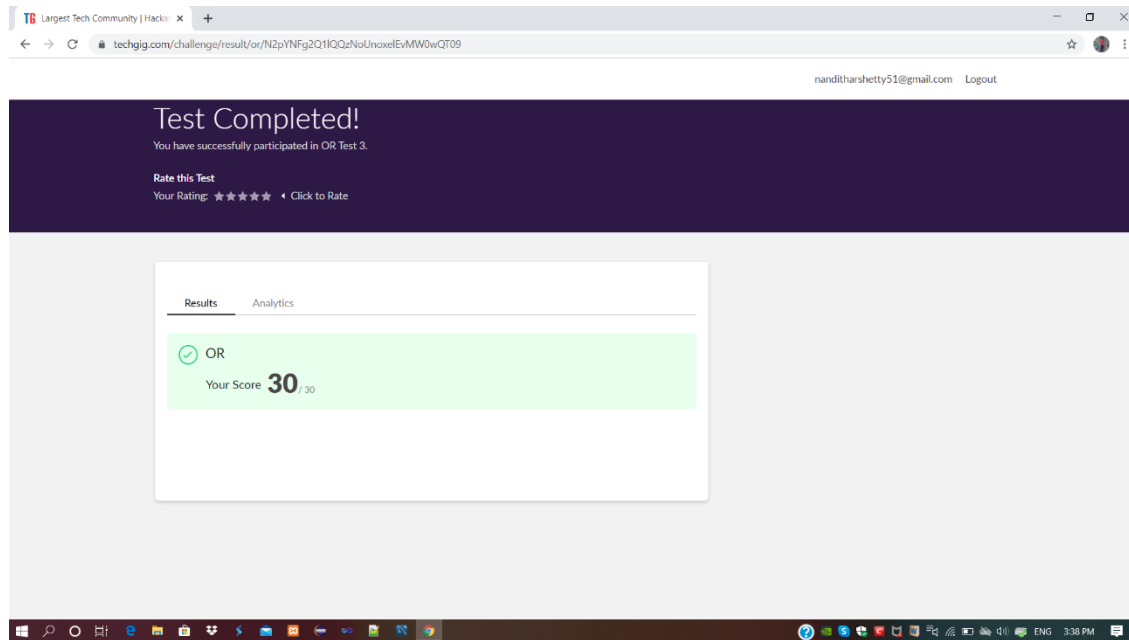 TG Largest Tech Community | Hacka
techgig.com/challenge/result/or/N2pYNFg2Q1lQQzNoUnoxelEvMW0wQT09
nanditharshetty51@gmail.com Logout
Test Completed!
You have successfully participated in OR Test 3.
Rate this Test
Your Rating: Click to Rate
Results Analytics
OR
Your Score 30 / 30
ENG 3:38 PM